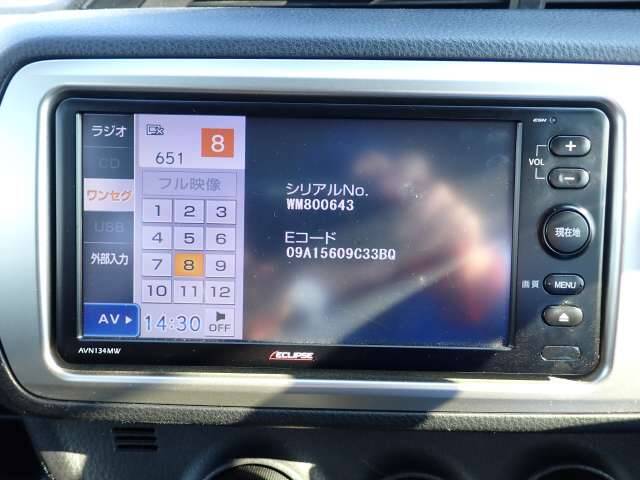 ラジオ
CD
ワンセグ
USB
外部入力
AV
8
651
フル映像
1 2 3
4 5 6
7 8 9
10 11 12
14:30 OFF
シリアルNo.
WM800643
Eコード
09A15609C33BQ
ESN
VOL
+
−
現在地
画質 MENU
AVN134MW
ECLIPSE